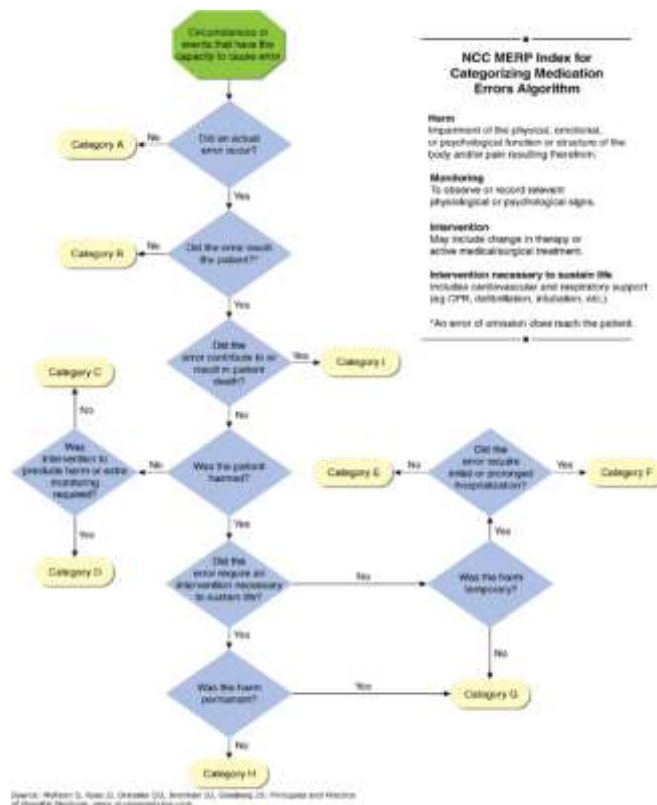 Circumstances or
events that have the
capacity to cause error
NCC MERP Index for
Categorizing Medication
Errors Algorithm
Harm
Impairment of the physical, emotional,
or psychological function or structure of the
body and/or pain resulting therefrom.
Monitoring
To observe or record relevant
physiological or psychological signs.
Intervention
May include change in therapy or
active medical/surgical treatment.
Intervention necessary to sustain life
Includes cardiovascular and respiratory support
(eg CPR, defibrillation, intubation, etc.)
*An error of omission does reach the patient.
Did an actual
error occur?
No
Category A
Yes
Did the error
the patient?*
No
Category B
Yes
Did the
error contribute to or
result in patient
death?
Yes
Category I
No
Was the patient
harmed?
No
Was
intervention to
preclude harm or extra
monitoring
required?
No
Category C
Yes
Category D
Yes
Did the
error require an
intervention necessary
to sustain life?
No
Was the harm
temporary?
Yes
Did the
error require
initial or prolonged
hospitalization?
No
Category E
Yes
Category F
No
Category G
Yes
Was the harm
permanent?
Yes
No
Category H
Source:
Principles and Practice
of Hospital Medicine